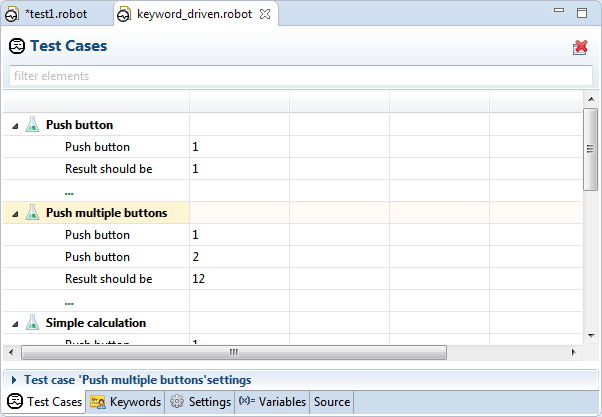 *test1.robot keyword_driven.robot
Test Cases
filter elements
Push button
Push button 1
Result should be 1
...
Push multiple buttons
Push button 1
Push button 2
Result should be 12
...
Simple calculation
Push button 1
Test case 'Push multiple buttons'settings
Test Cases Keywords Settings (x)= Variables Source